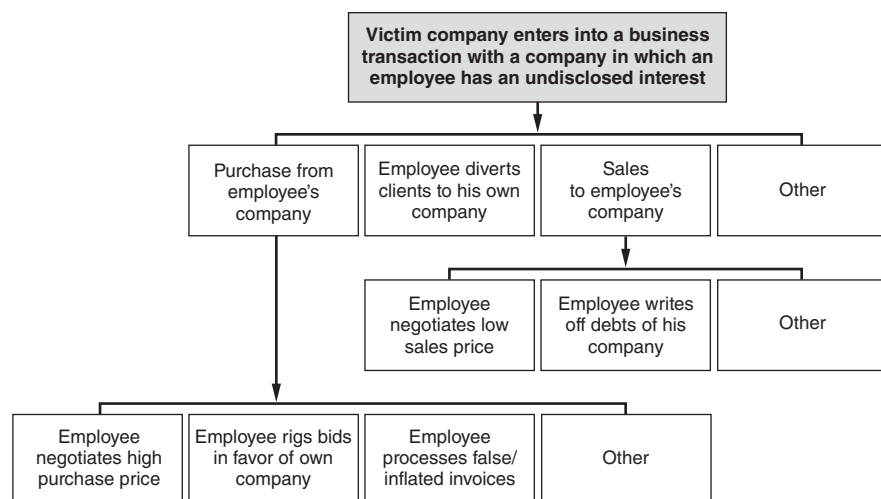 Victim company enters into a business
transaction with a company in which an
employee has an undisclosed interest
Purchase from
employee's
company
Employee diverts
clients to his own
company
Sales
to employee's
company
Other
Employee
negotiates low
sales price
Employee writes
off debts of his
company
Other
Employee
negotiates high
purchase price
Employee rigs bids
in favor of own
company
Employee
processes false/
inflated invoices
Other